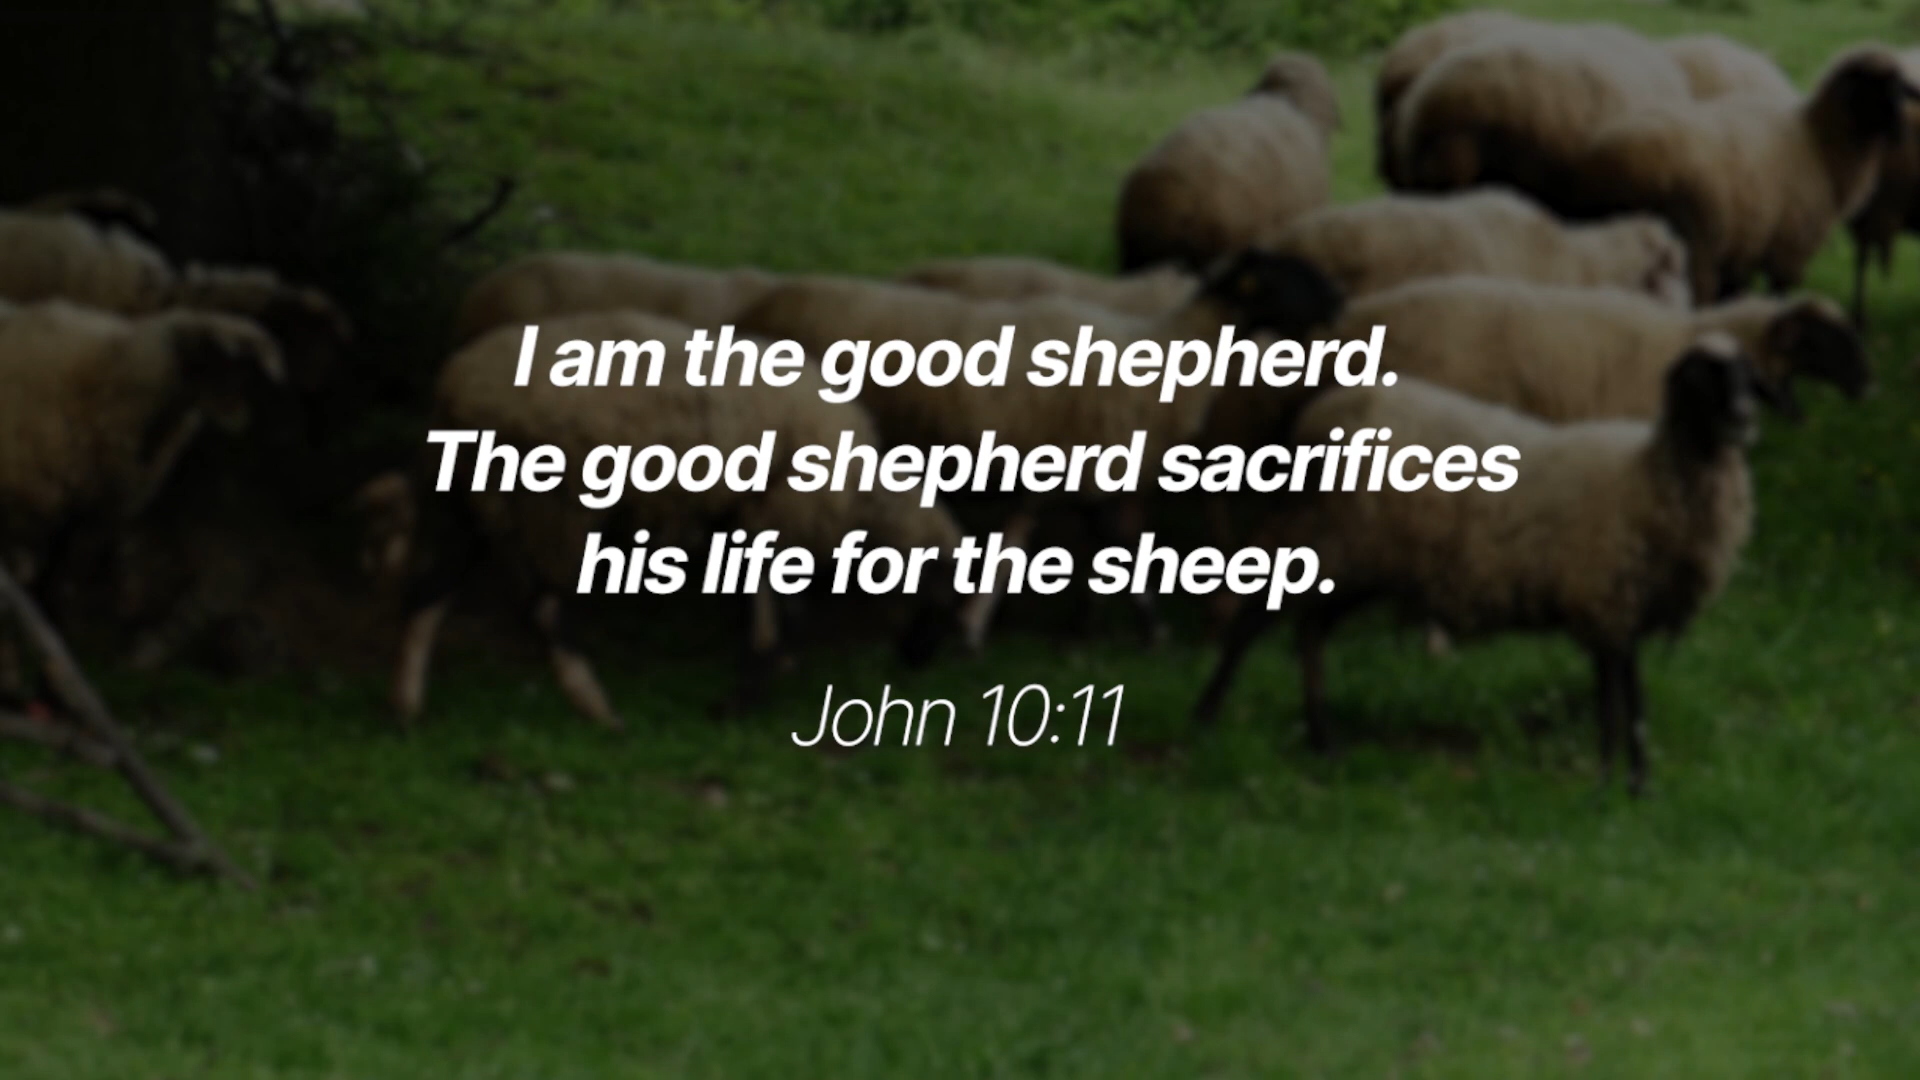 I am the good shepherd.
The good shepherd sacrifices
his life for the sheep.
John 10:11